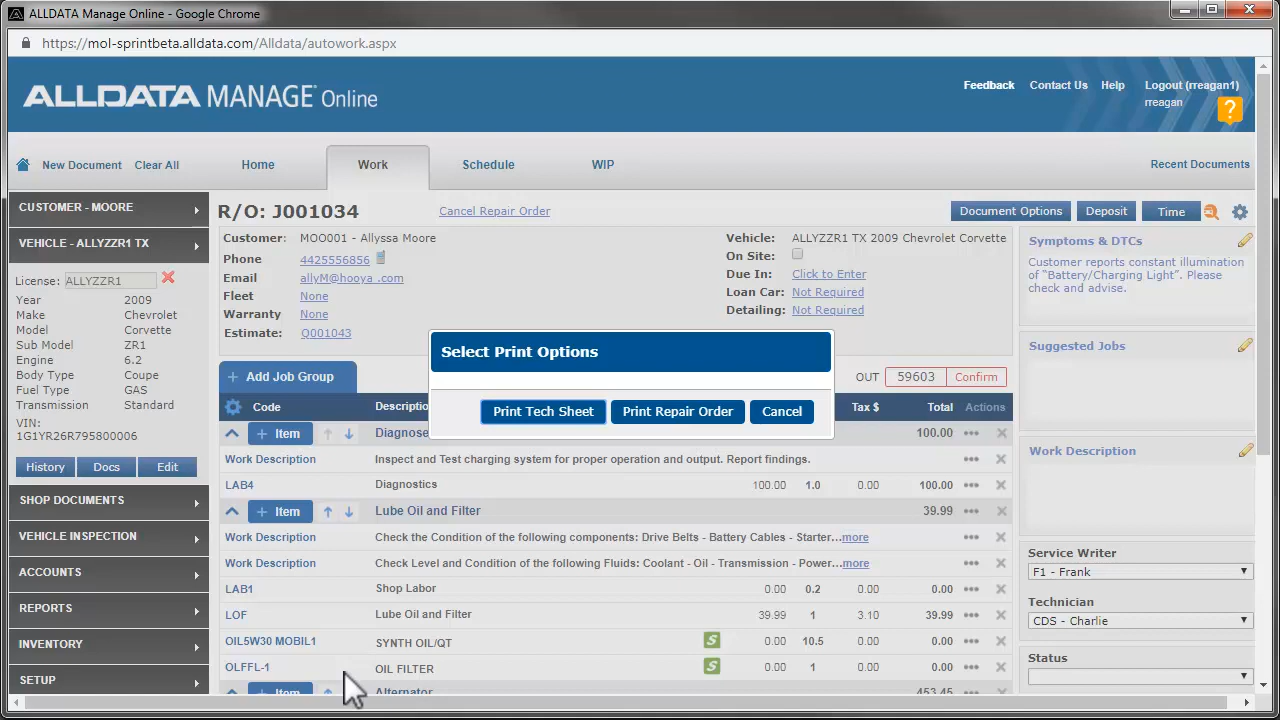 ALLDATA Manage Online - Google Chrome
https://mol-sprintbeta.alldata.com/Alldata/autowork.aspx
ALLDATA MANAGE® Online
Feedback Contact Us Help Logout (rreagan1)
rreagan
?
New Document Clear All Home Work Schedule WIP Recent Documents
CUSTOMER - MOORE
VEHICLE - ALLYZZR1 TX
License: ALLYZZR1
Year 2009
Make Chevrolet
Model Corvette
Sub Model ZR1
Engine 6.2
Body Type Coupe
Fuel Type GAS
Transmission Standard
VIN:
1G1YR26R795800006
History Docs Edit
SHOP DOCUMENTS
VEHICLE INSPECTION
ACCOUNTS
REPORTS
INVENTORY
SETUP
R/O: J001034 Cancel Repair Order Document Options Deposit Time
Customer: MOO001 - Allyssa Moore
Phone 4425556856
Email allyM@hooya .com
Fleet None
Warranty None
Estimate: Q001043
Vehicle: ALLYZZR1 TX 2009 Chevrolet Corvette
On Site:
Due In: Click to Enter
Loan Car: Not Required
Detailing: Not Required
Select Print Options
Print Tech Sheet Print Repair Order Cancel
+ Add Job Group OUT 59603 Confirm
Code Descriptio Tax $ Total Actions
+ Item Diagnose 100.00
Work Description Inspect and Test charging system for proper operation and output. Report findings.
LAB4 Diagnostics 100.00 1.0 0.00 100.00
+ Item Lube Oil and Filter 39.99
Work Description Check the Condition of the following components: Drive Belts - Battery Cables - Starter...more
Work Description Check Level and Condition of the following Fluids: Coolant - Oil - Transmission - Power...more
LAB1 Shop Labor 0.00 0.2 0.00 0.00
LOF Lube Oil and Filter 39.99 1 3.10 39.99
OIL5W30 MOBIL1 SYNTH OIL/QT S 0.00 10.5 0.00 0.00
OLFFL-1 OIL FILTER S 0.00 1 0.00 0.00
+ Item Alternator 453.45
Symptoms & DTCs
Customer reports constant illumination
of "Battery/Charging Light". Please
check and advise.
Suggested Jobs
Work Description
Service Writer
F1 - Frank
Technician
CDS - Charlie
Status